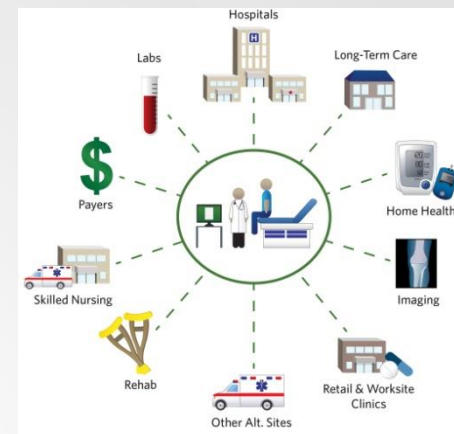 Hospitals
Labs
Long-Term Care
H
Payers
Home Health
Skilled Nursing
Imaging
Rehab
Retail & Worksite
Clinics
Other Alt. Sites